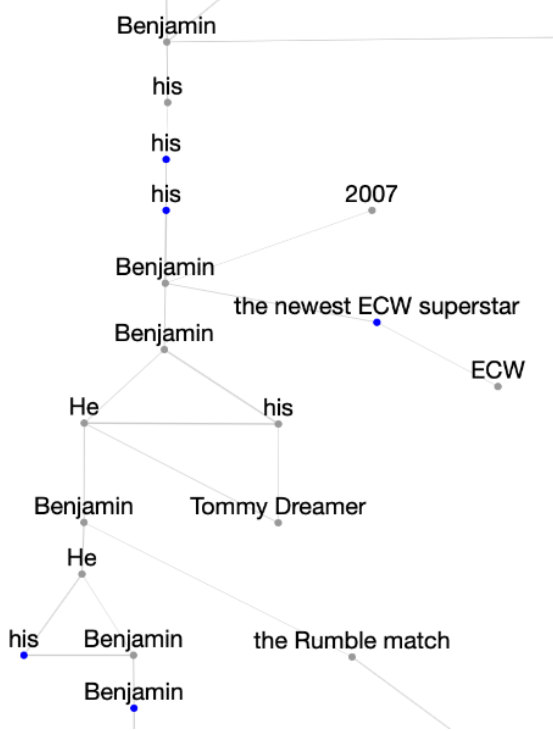 Benjamin
his
his
his
2007
Benjamin
the newest ECW superstar
Benjamin
ECW
He
his
Benjamin
Tommy Dreamer
He
his
Benjamin
the Rumble match
Benjamin